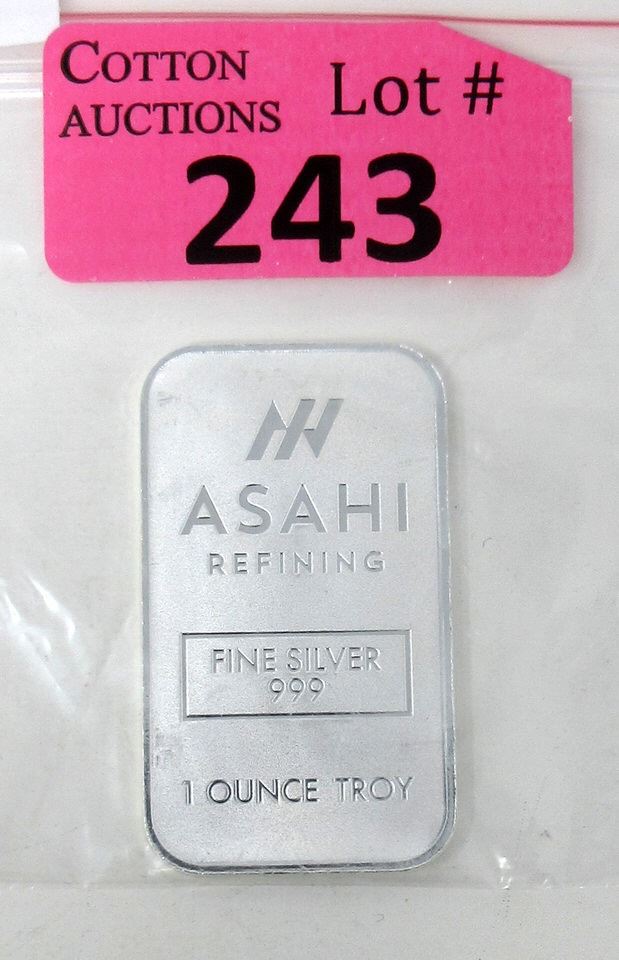 COTTON
AUCTIONS
Lot #
243
ASAHI
REFINING
FINE SILVER
999
1 OUNCE TROY